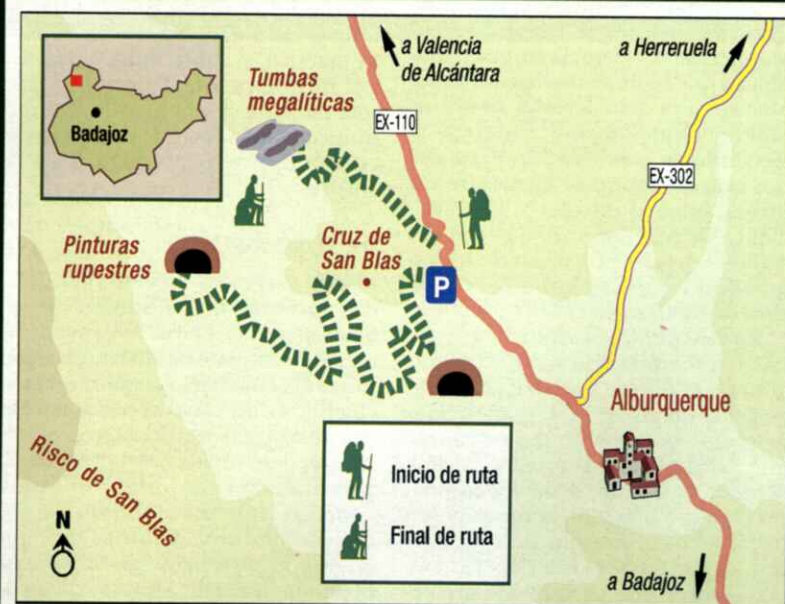 a Valencia
de Alcántara
a Herreruela
Tumbas
megalíticas
Badajoz
EX-110
EX-302
Pinturas
rupestres
Cruz de
San Blas
P
Alburquerque
Risco de San Blas
Inicio de ruta
Final de ruta
N
a Badajoz